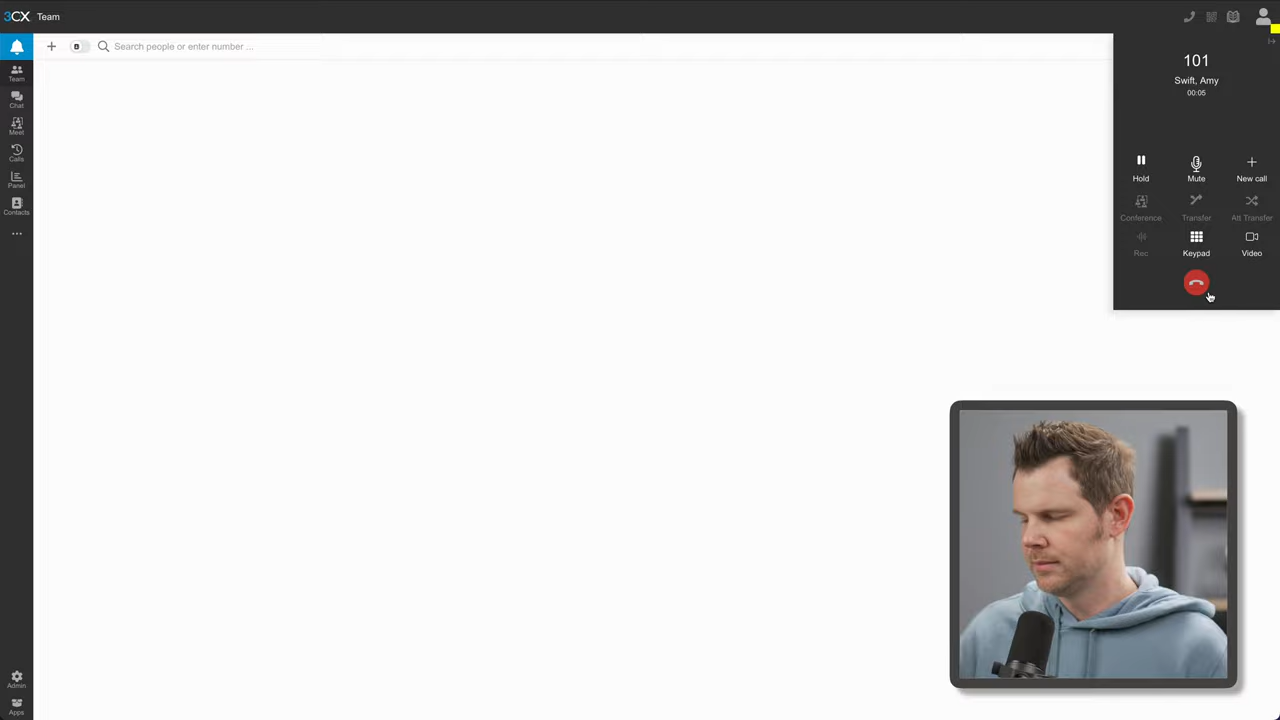 3CX Team
Search people or enter number ...
Team
Chat
Meet
Calls
Panel
Contacts
Admin
Apps
101
Swift, Amy
00:05
Hold Mute New call
Conference Transfer Att Transfer
Rec Keypad Video